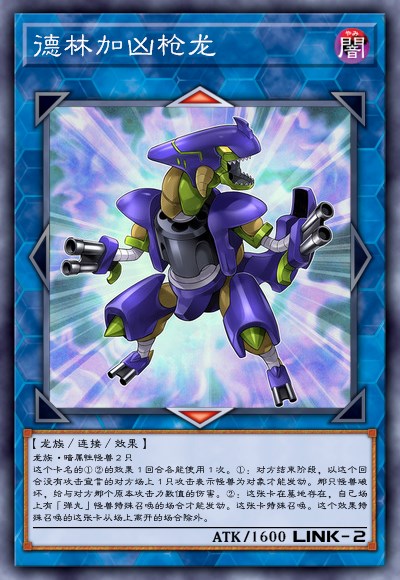 德林加凶枪龙
やみ
闇
【龙族／连接／效果】
龙族·暗属性怪兽２只
这个卡名的①②的效果１回合各能使用１次。①：对方结束阶段，以这个回
合没有攻击宣言的对方场上１只攻击表示怪兽为对象才能发动。那只怪兽破
坏，给与对方那个原本攻击力数值的伤害。②：这张卡在墓地存在，自己场
上有「弹丸」怪兽特殊召唤的场合才能发动。这张卡特殊召唤。这个效果特
殊召唤的这张卡从场上离开的场合除外。
ATK/1600 LINK-2